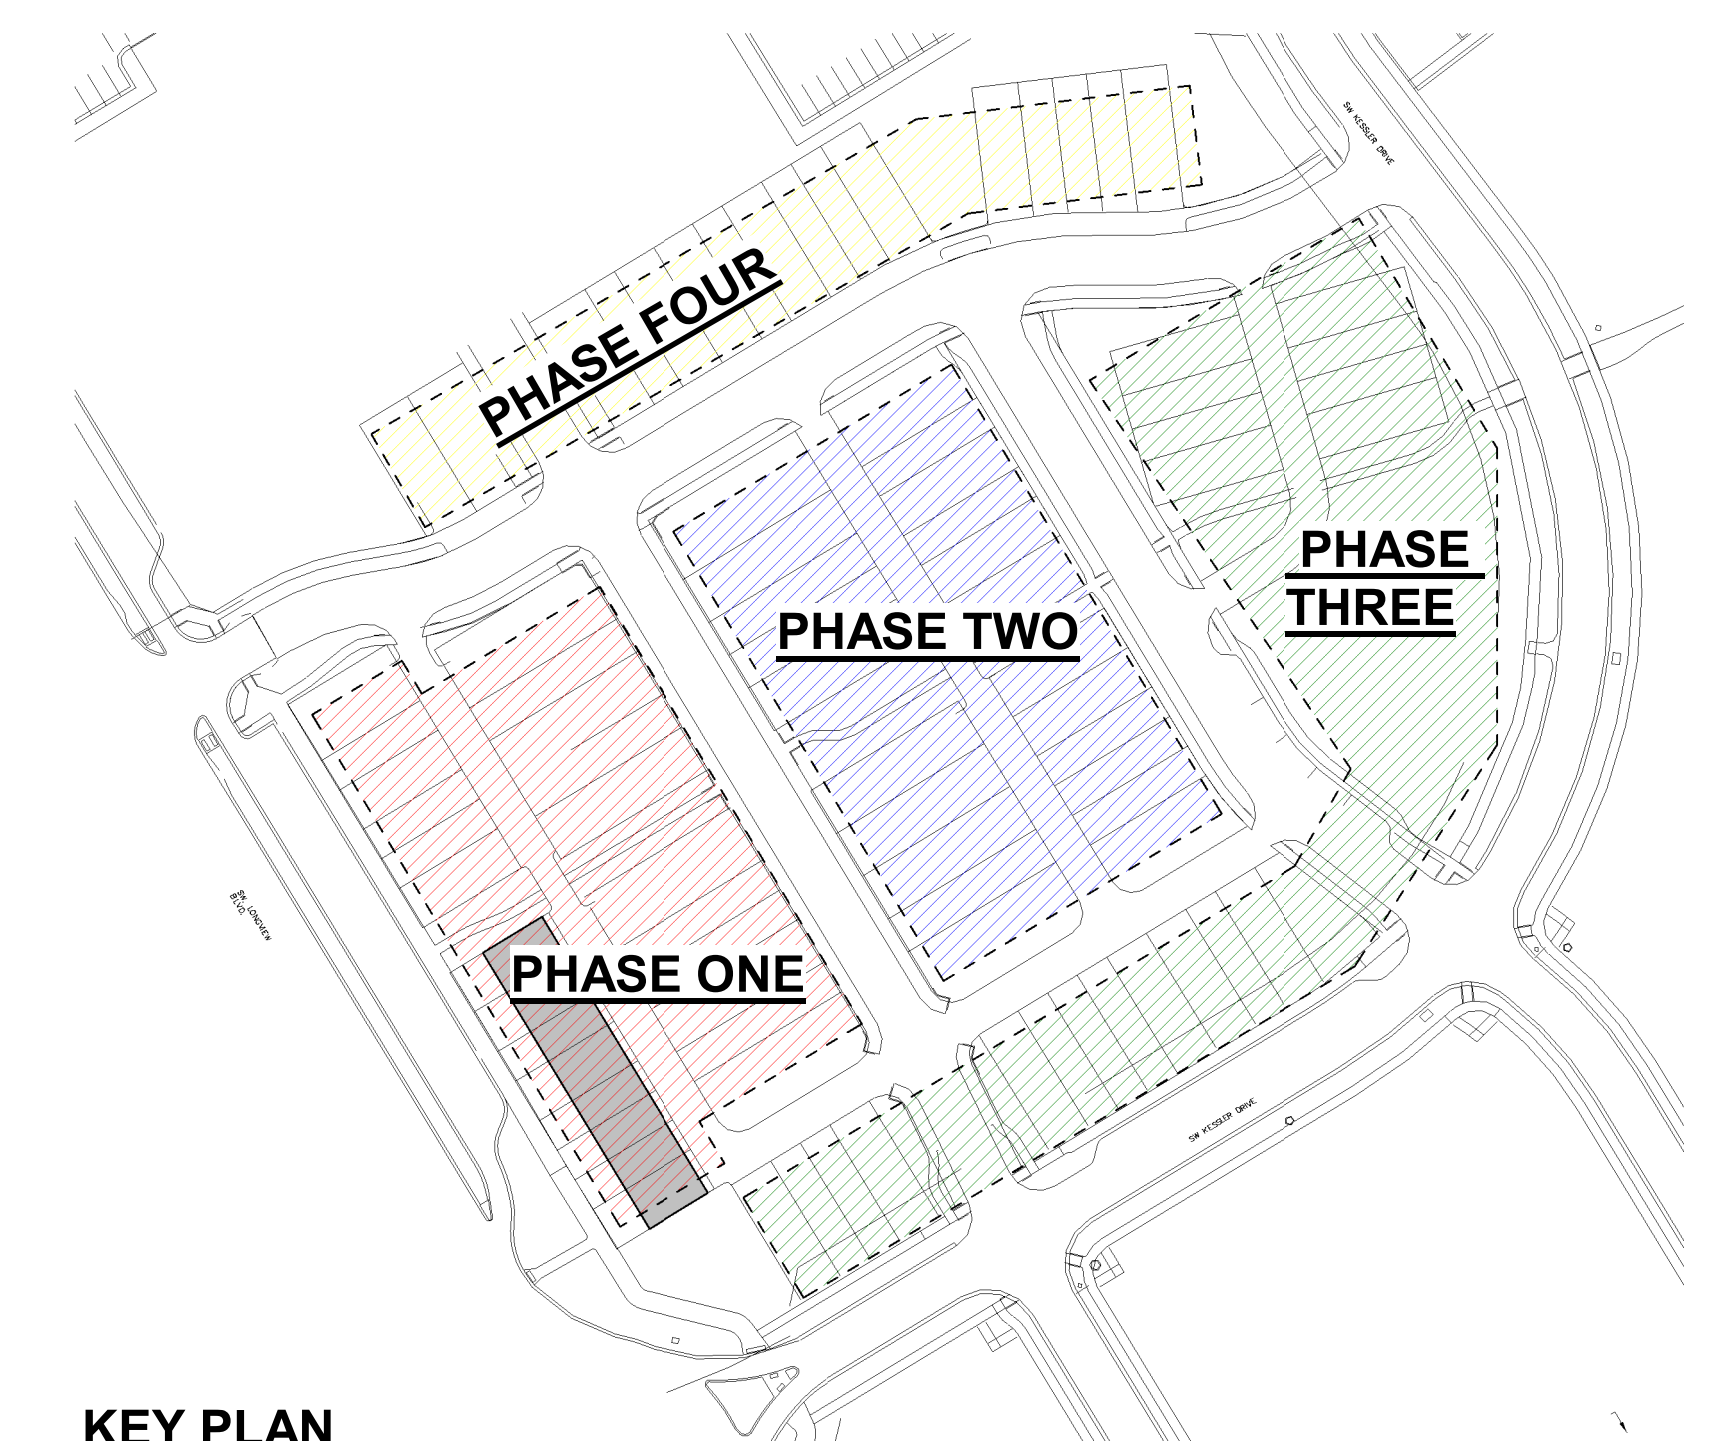 SW KESSLER DRIVE
PHASE FOUR
PHASE
THREE
PHASE TWO
SW LONGVIEW
BLVD.
PHASE ONE
SW KESSLER DRIVE
KEY PLAN